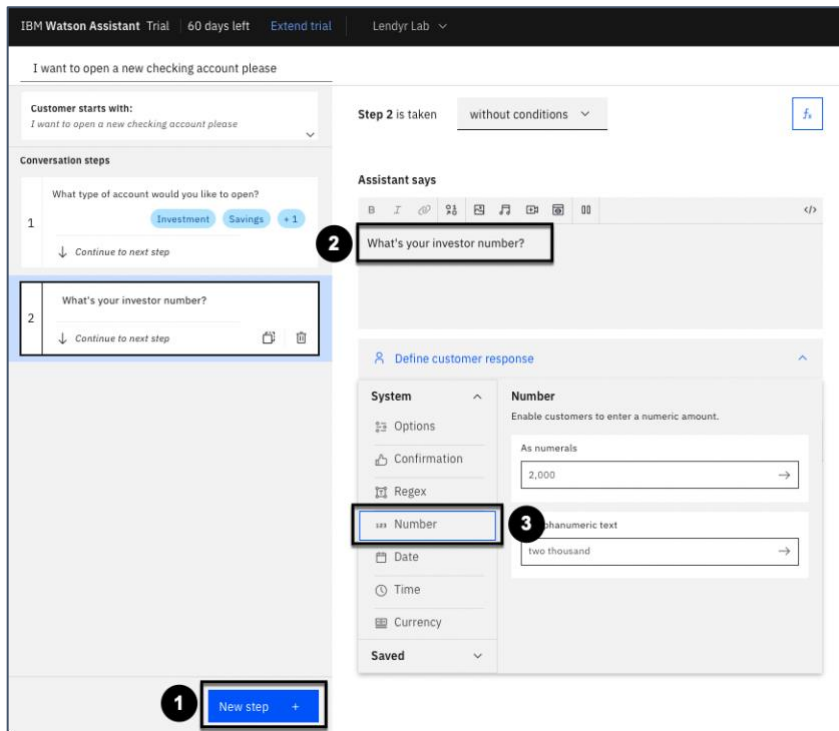 IBM Watson Assistant Trial 60 days left Extend trial Lendyr Lab
I want to open a new checking account please
Customer starts with:
I want to open a new checking account please
Conversation steps
1
What type of account would you like to open?
Investment Savings + 1
Continue to next step
2
What's your investor number?
Continue to next step
1
New step +
Step 2 is taken without conditions
fx
Assistant says
B I </>
2
What's your investor number?
Define customer response
System
Options
Confirmation
Regex
123 Number
Date
Time
Currency
Saved
Number
Enable customers to enter a numeric amount.
As numerals
2,000
3
phanumeric text
two thousand